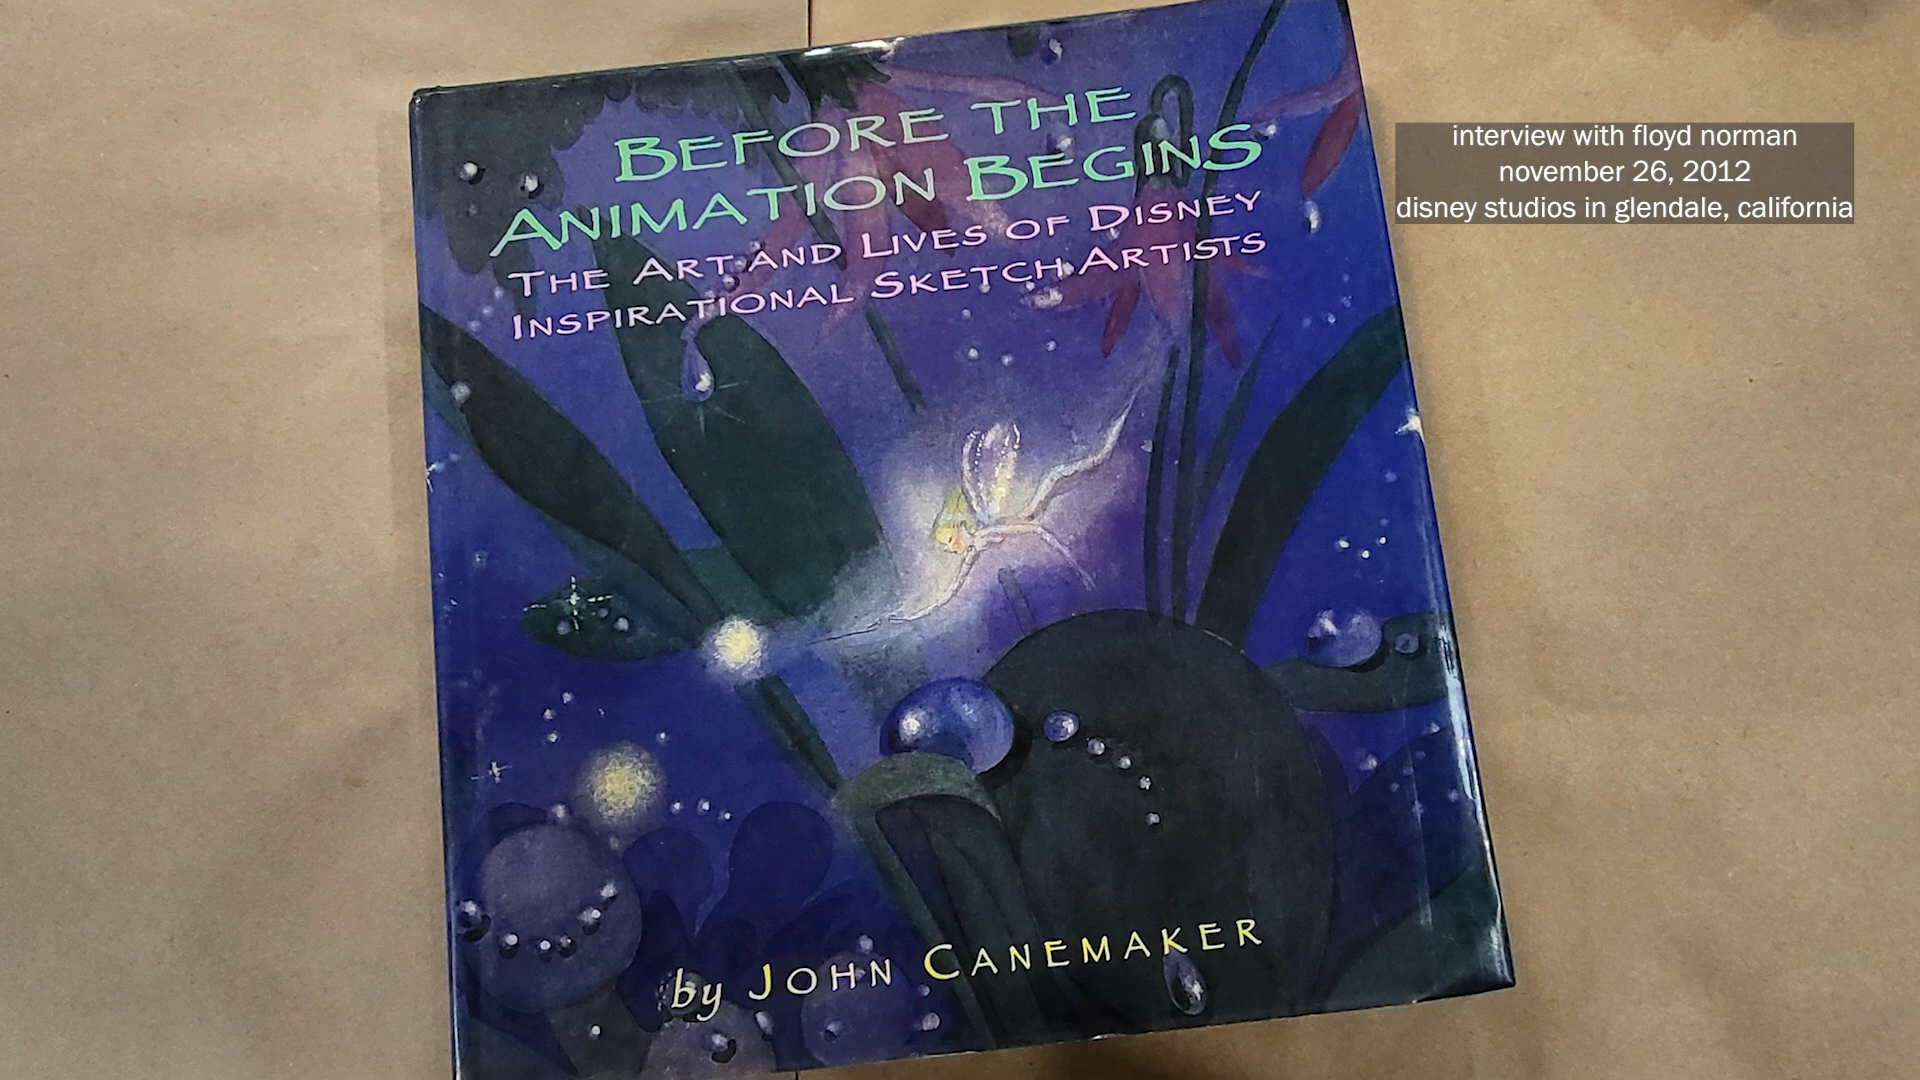 BEFORE THE
ANIMATION BEGINS
THE ART AND LIVES OF DISNEY
INSPIRATIONAL SKETCH ARTISTS
by JOHN CANEMAKER
interview with floyd norman
november 26, 2012
disney studios in glendale, california